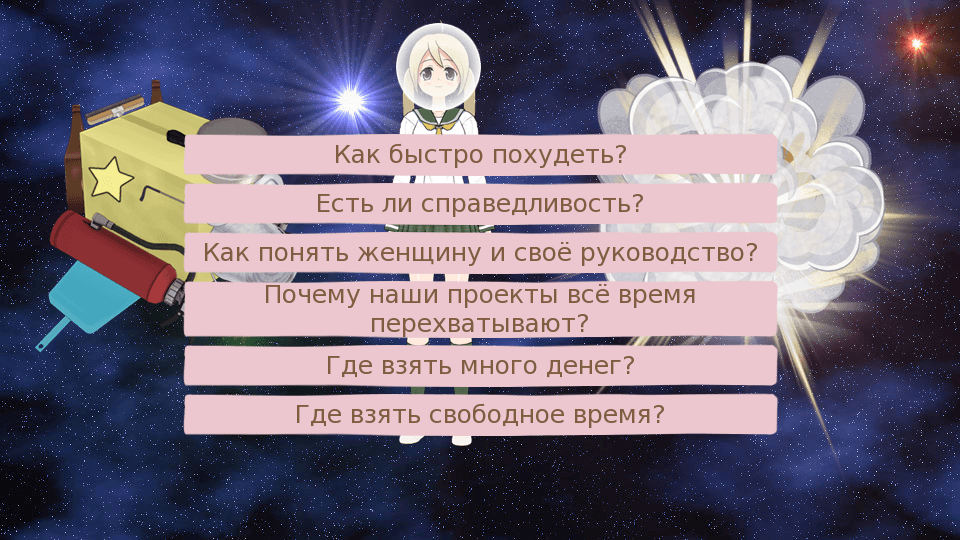 Как быстро похудеть?
Есть ли справедливость?
Как понять женщину и своё руководство?
Почему наши проекты всё время
перехватывают?
Где взять много денег?
Где взять свободное время?